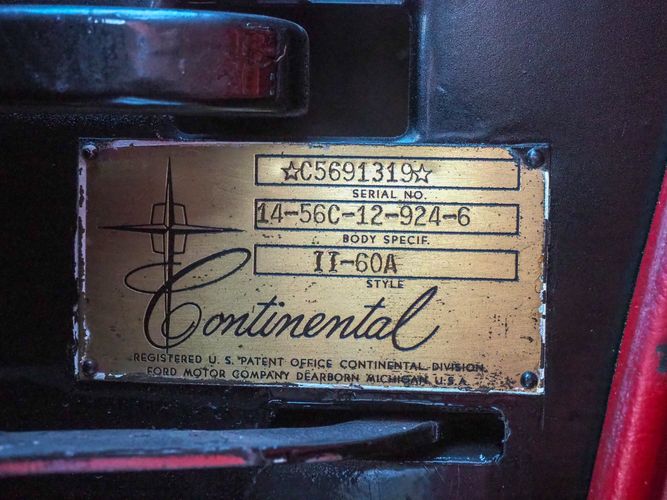 ☆C5691319☆
SERIAL NO.
14-56C-12-924-6
BODY SPECIF.
II-60A
STYLE
Continental
REGISTERED U. S. PATENT OFFICE CONTINENTAL DIVISION
FORD MOTOR COMPANY DEARBORN MICHIGAN U.S.A.